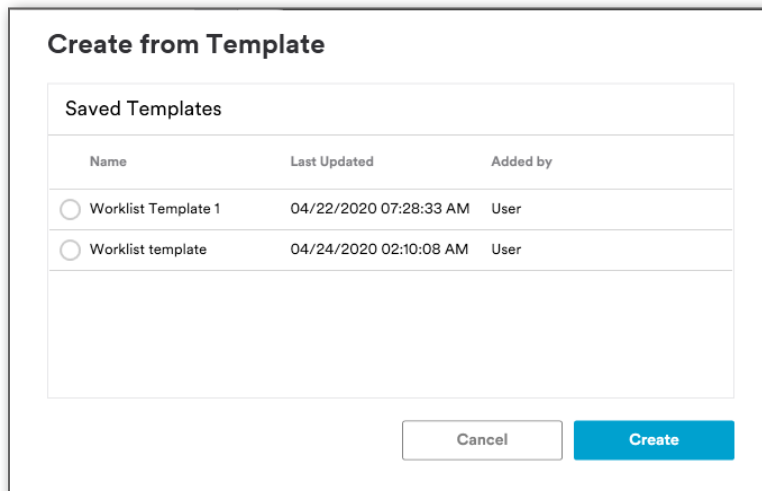 Create from Template
Saved Templates
Name Last Updated Added by
Worklist Template 1 04/22/2020 07:28:33 AM User
Worklist template 04/24/2020 02:10:08 AM User
Cancel Create